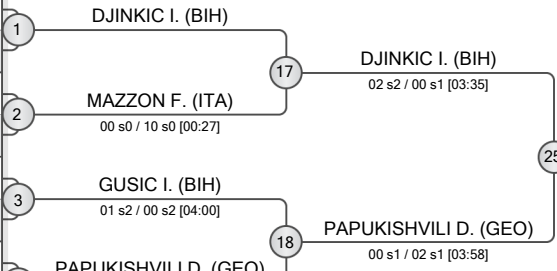 DJINKIC I. (BIH)
1
17
DJINKIC I. (BIH)
02 s2 / 00 s1 [03:35]
MAZZON F. (ITA)
2
00 s0 / 10 s0 [00:27]
25
GUSIC I. (BIH)
3
01 s2 / 00 s2 [04:00]
18
PAPUKISHVILI D. (GEO)
00 s1 / 02 s1 [03:58]
PAPUKISHVILI D. (GEO)